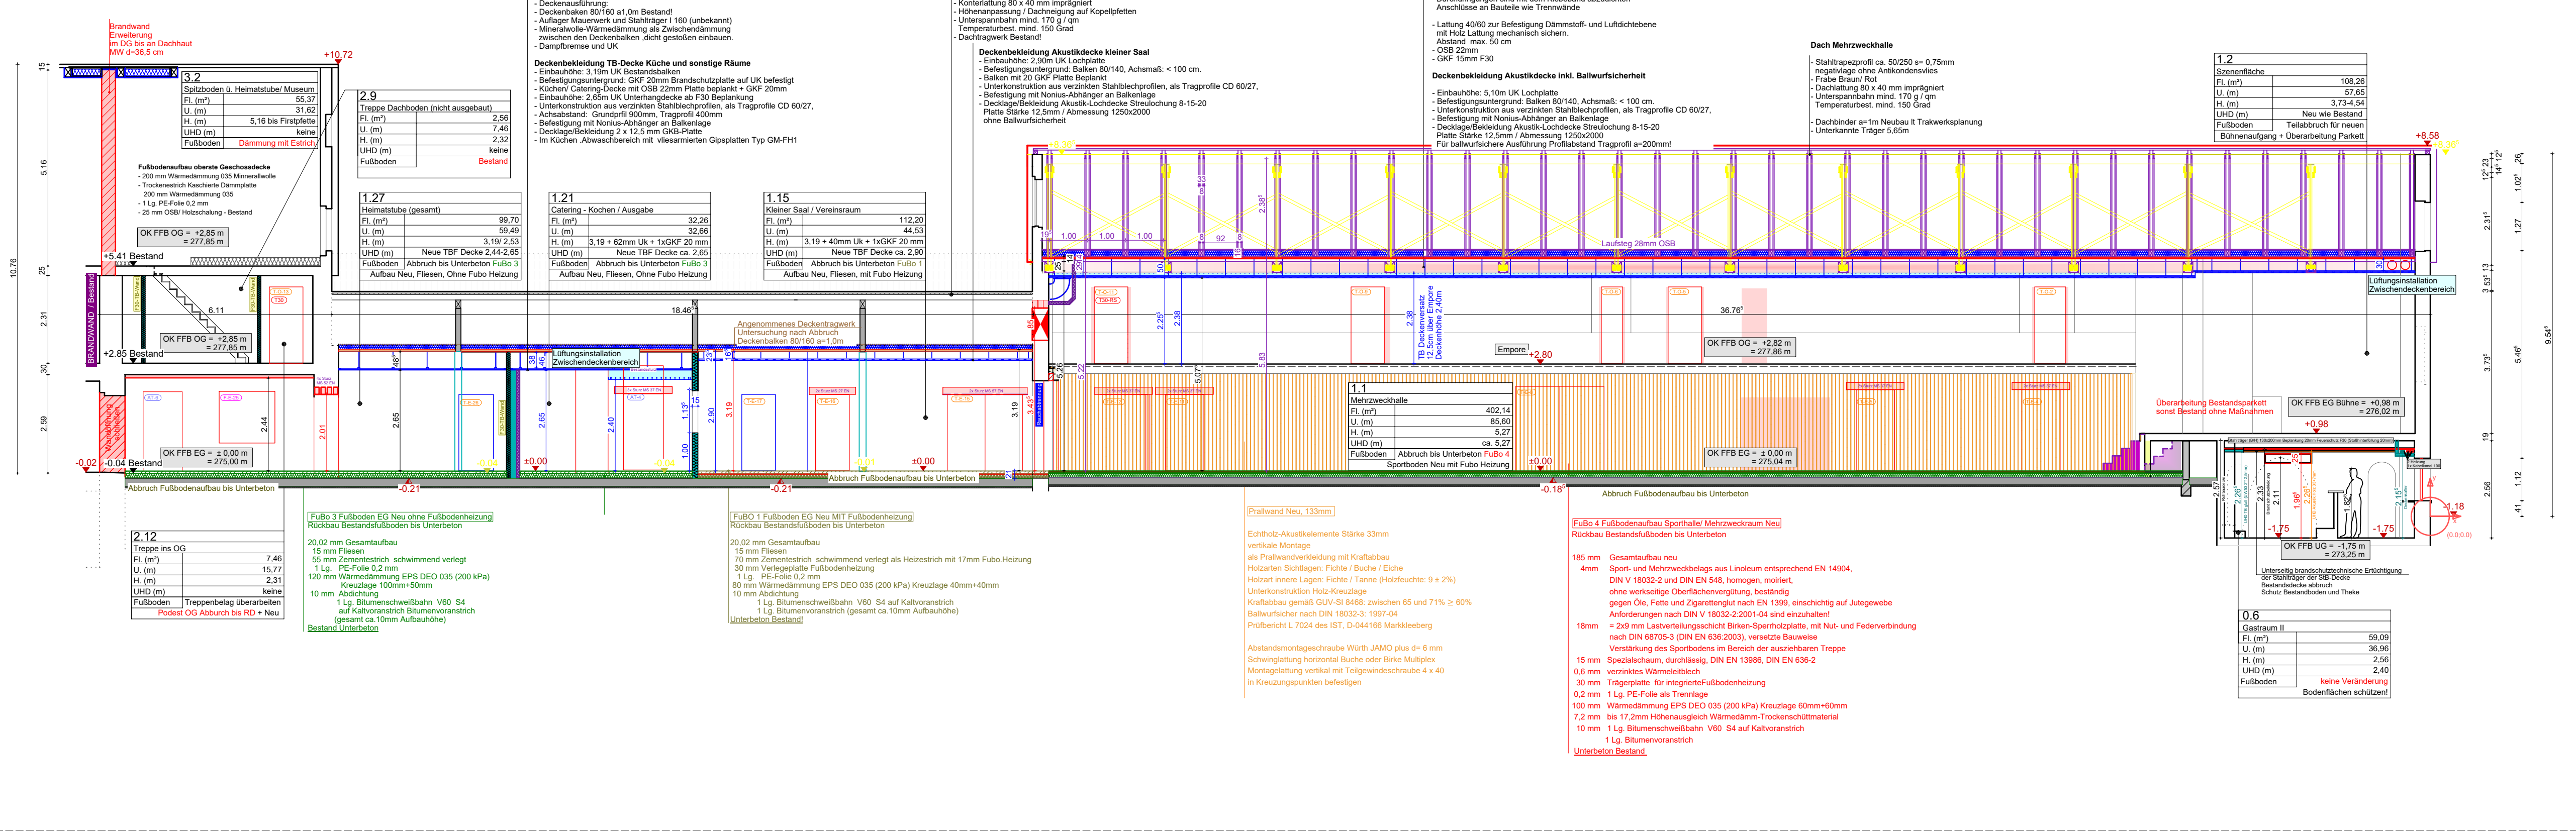 Brandwand
Erweiterung
im DG bis an Dachhaut
MW d=36,5 cm
+10.72
3.2
Spitzboden ü. Heimatstube/ Museum
Fl. (m²) 55,37
U. (m) 31,62
H. (m) 5,16 bis Firstpfette
UHD (m) keine
Fußboden Dämmung mit Estrich
Fußbodenaufbau oberste Geschossdecke
- 200 mm Wärmedämmung 035 Minerallwolle
- Trockenestrich Kaschierte Dämmplatte
200 mm Wärmedämmung 035
- 1 Lg. PE-Folie 0,2 mm
- 25 mm OSB/ Holzschalung - Bestand
OK FFB OG = +2,85 m
= 277,85 m
+5.41 Bestand
2.9
Treppe Dachboden (nicht ausgebaut)
Fl. (m²) 2,56
U. (m) 7,46
H. (m) 2,32
UHD (m) keine
Fußboden Bestand
- Deckenausführung:
- Deckenbaken 80/160 a1,0m Bestand!
- Auflager Mauerwerk und Stahlträger I 160 (unbekannt)
- Mineralwolle-Wärmedämmung als Zwischendämmung
zwischen den Deckenbalken ,dicht gestoßen einbauen.
- Dampfbremse und UK
Deckenbekleidung TB-Decke Küche und sonstige Räume
- Einbauhöhe: 3,19m UK Bestandsbalken
- Befestigungsuntergrund: GKF 20mm Brandschutzplatte auf UK befestigt
- Küchen/ Catering-Decke mit OSB 22mm Platte beplankt + GKF 20mm
- Einbauhöhe: 2,65m UK Unterhangdecke ab F30 Beplankung
- Unterkonstruktion aus verzinkten Stahlblechprofilen, als Tragprofile CD 60/27,
- Achsabstand: Grundprfil 900mm, Tragprofil 400mm
- Befestigung mit Nonius-Abhänger an Balkenlage
- Decklage/Bekleidung 2 x 12,5 mm GKB-Platte
- Im Küchen .Abwaschbereich mit vliesarmierten Gipsplatten Typ GM-FH1
- Konterlattung 80 x 40 mm imprägniert
- Höhenanpassung / Dachneigung auf Kopellpfetten
- Unterspannbahn mind. 170 g / qm
Temperaturbest. mind. 150 Grad
- Dachtragwerk Bestand!
Deckenbekleidung Akustikdecke kleiner Saal
- Einbauhöhe: 2,90m UK Lochplatte
- Befestigungsuntergrund: Balken 80/140, Achsmaß: < 100 cm.
- Balken mit 20 GKF Platte Beplankt
- Unterkonstruktion aus verzinkten Stahlblechprofilen, als Tragprofile CD 60/27,
- Befestigung mit Nonius-Abhänger an Balkenlage
- Decklage/Bekleidung Akustik-Lochdecke Streulochung 8-15-20
Platte Stärke 12,5mm / Abmessung 1250x2000
ohne Ballwurfsicherheit
Anschlüsse an Bauteile wie Trennwände
- Lattung 40/60 zur Befestigung Dämmstoff- und Luftdichtebene
mit Holz Lattung mechanisch sichern.
Abstand max. 50 cm
- OSB 22mm
- GKF 15mm F30
Deckenbekleidung Akustikdecke inkl. Ballwurfsicherheit
- Einbauhöhe: 5,10m UK Lochplatte
- Befestigungsuntergrund: Balken 80/140, Achsmaß: < 100 cm.
- Unterkonstruktion aus verzinkten Stahlblechprofilen, als Tragprofile CD 60/27,
- Befestigung mit Nonius-Abhänger an Balkenlage
- Decklage/Bekleidung Akustik-Lochdecke Streulochung 8-15-20
Platte Stärke 12,5mm / Abmessung 1250x2000
Für ballwurfsichere Ausführung Profilabstand Tragprofil a=200mm!
Dach Mehrzweckhalle
- Stahltrapezprofil ca. 50/250 s= 0,75mm
negativlage ohne Antikondensvlies
- Frabe Braun/ Rot
- Dachlattung 80 x 40 mm imprägniert
- Unterspannbahn mind. 170 g / qm
Temperaturbest. mind. 150 Grad
- Dachbinder a=1m Neubau lt Trakwerksplanung
- Unterkannte Träger 5,65m
1.2
Szenenfläche
Fl. (m²) 108,26
U. (m) 57,65
H. (m) 3,73-4,54
UHD (m) Neu wie Bestand
Fußboden Teilabbruch für neuen
Bühnenaufgang + Überarbeitung Parkett
+8.58
1.27
Heimatstube (gesamt)
Fl. (m²) 99,70
U. (m) 59,49
H. (m) 3,19/ 2,53
UHD (m) Neue TBF Decke 2,44-2,65
Fußboden Abbruch bis Unterbeton FuBo 3
Aufbau Neu, Fliesen, Ohne Fubo Heizung
1.21
Catering - Kochen / Ausgabe
Fl. (m²) 32,26
U. (m) 32,66
H. (m) 3,19 + 62mm Uk + 1xGKF 20 mm
UHD (m) Neue TBF Decke ca. 2,65
Fußboden Abbruch bis Unterbeton FuBo 3
Aufbau Neu, Fliesen, Ohne Fubo Heizung
1.15
Kleiner Saal / Vereinsraum
Fl. (m²) 112,20
U. (m) 44,53
H. (m) 3,19 + 40mm Uk + 1xGKF 20 mm
UHD (m) Neue TBF Decke ca. 2,90
Fußboden Abbruch bis Unterbeton FuBo 1
Aufbau Neu, Fliesen, mit Fubo Heizung
Laufsteg 28mm OSB
1.00 1.00 1.00
92
33
8
2.38⁵
BRANDWAND / Bestand
6.11
18.46⁵
36.76⁵
OK FFB OG = +2,85 m
= 277,85 m
+2.85 Bestand
Angenommenes Deckentragwerk
Untersuchung nach Abbruch
Deckenbalken 80/160 a=1,0m
Lüftungsinstallation
Zwischendeckenbereich
Lüftungsinstallation
Zwischendeckenbereich
TB Deckenversatz
12,5cm über Empore
Deckenhöhe 2,40m
Empore
+2.80
OK FFB OG = +2,82 m
= 277,86 m
1.1
Mehrzweckhalle
Fl. (m²) 402,14
U. (m) 85,60
H. (m) 5,27
UHD (m) ca. 5,27
Fußboden Abbruch bis Unterbeton FuBo 4
Sportboden Neu mit Fubo Heizung
OK FFB EG = ± 0,00 m
= 275,04 m
Überarbeitung Bestandsparkett
sonst Bestand ohne Maßnahmen
OK FFB EG Bühne = +0,98 m
= 276,02 m
+0.98
OK FFB EG = ± 0,00 m
= 275,00 m
-0.02
-0.04 Bestand
±0.00
±0.00
±0.00
Abbruch Fußbodenaufbau bis Unterbeton
-0.21
-0.21
Abbruch Fußbodenaufbau bis Unterbeton
-0.18⁵
Abbruch Fußbodenaufbau bis Unterbeton
2.12
Treppe ins OG
Fl. (m²) 7,46
U. (m) 15,77
H. (m) 2,31
UHD (m) keine
Fußboden Treppenbelag überarbeiten
Podest OG Abbruch bis RD + Neu
FuBo 3 Fußboden EG Neu ohne Fußbodenheizung
Rückbau Bestandsfußboden bis Unterbeton
20,02 mm Gesamtaufbau
15 mm Fliesen
55 mm Zementestrich schwimmend verlegt
1 Lg. PE-Folie 0,2 mm
120 mm Wärmedämmung EPS DEO 035 (200 kPa)
Kreuzlage 100mm+50mm
10 mm Abdichtung
1 Lg. Bitumenschweißbahn V60 S4
auf Kaltvoranstrich Bitumenvoranstrich
(gesamt ca.10mm Aufbauhöhe)
Bestand Unterbeton
FuBO 1 Fußboden EG Neu MIT Fußbodenheizung
Rückbau Bestandsfußboden bis Unterbeton
20,02 mm Gesamtaufbau
15 mm Fliesen
70 mm Zementestrich schwimmend verlegt als Heizestrich mit 17mm Fubo.Heizung
30 mm Verlegeplatte Fußbodenheizung
1 Lg. PE-Folie 0,2 mm
80 mm Wärmedämmung EPS DEO 035 (200 kPa) Kreuzlage 40mm+40mm
10 mm Abdichtung
1 Lg. Bitumenschweißbahn V60 S4 auf Kaltvoranstrich
1 Lg. Bitumenvoranstrich (gesamt ca.10mm Aufbauhöhe)
Unterbeton Bestand!
Prallwand Neu, 133mm
Echtholz-Akustikelemente Stärke 33mm
vertikale Montage
als Prallwandverkleidung mit Kraftabbau
Holzarten Sichtlagen: Fichte / Buche / Eiche
Holzart innere Lagen: Fichte / Tanne (Holzfeuchte: 9 ± 2%)
Unterkonstruktion Holz-Kreuzlage
Kraftabbau gemäß GUV-SI 8468: zwischen 65 und 71% ≥ 60%
Ballwurfsicher nach DIN 18032-3: 1997-04
Prüfbericht L 7024 des IST, D-044166 Markkleeberg
Abstandsmontageschraube Würth JAMO plus d= 6 mm
Schwinglattung horizontal Buche oder Birke Multiplex
Montagelattung vertikal mit Teilgewindeschraube 4 x 40
in Kreuzungspunkten befestigen
FuBo 4 Fußbodenaufbau Sporthalle/ Mehrzweckraum Neu
Rückbau Bestandsfußboden bis Unterbeton
185 mm Gesamtaufbau neu
4mm Sport- und Mehrzweckbelags aus Linoleum entsprechend EN 14904,
DIN V 18032-2 und DIN EN 548, homogen, moiriert,
ohne werkseitige Oberflächenvergütung, beständig
gegen Öle, Fette und Zigarettenglut nach EN 1399, einschichtig auf Jutegewebe
Anforderungen nach DIN V 18032-2:2001-04 sind einzuhalten!
18mm = 2x9 mm Lastverteilungsschicht Birken-Sperrholzplatte, mit Nut- und Federverbindung
nach DIN 68705-3 (DIN EN 636:2003), versetzte Bauweise
Verstärkung des Sportbodens im Bereich der ausziehbaren Treppe
15 mm Spezialschaum, durchlässig, DIN EN 13986, DIN EN 636-2
0,6 mm verzinktes Wärmeleitblech
30 mm Trägerplatte für integrierteFußbodenheizung
0,2 mm 1 Lg. PE-Folie als Trennlage
100 mm Wärmedämmung EPS DEO 035 (200 kPa) Kreuzlage 60mm+60mm
7,2 mm bis 17,2mm Höhenausgleich Wärmedämm-Trockenschüttmaterial
10 mm 1 Lg. Bitumenschweißbahn V60 S4 auf Kaltvoranstrich
1 Lg. Bitumenvoranstrich
Unterbeton Bestand
-1.18
(0.0;0.0)
-1,75
-1,75
OK FFB UG = -1,75 m
= 273,25 m
Unterseitig brandschutztechnische Ertüchtigung
der Stahlträger der StB-Decke
Bestandsdecke abbruch
Schutz Bestandboden und Theke
0.6
Gastraum II
Fl. (m²) 59,09
U. (m) 36,96
H. (m) 2,56
UHD (m) 2,40
Fußboden keine Veränderung
Bodenflächen schützen!